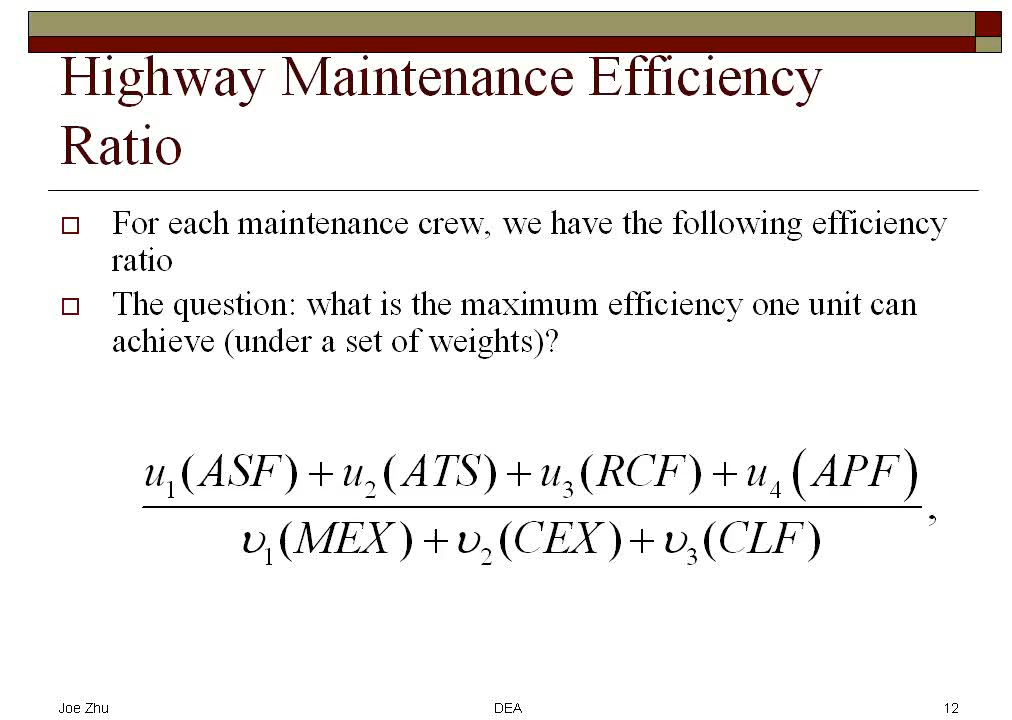 Highway Maintenance Efficiency
Ratio
For each maintenance crew, we have the following efficiency
ratio
The question: what is the maximum efficiency one unit can
achieve (under a set of weights)?
u₁(ASF) + u₂(ATS) + u₃(RCF) + u₄(APF)
υ₁(MEX) + υ₂(CEX) + υ₃(CLF)
,
Joe Zhu DEA 12